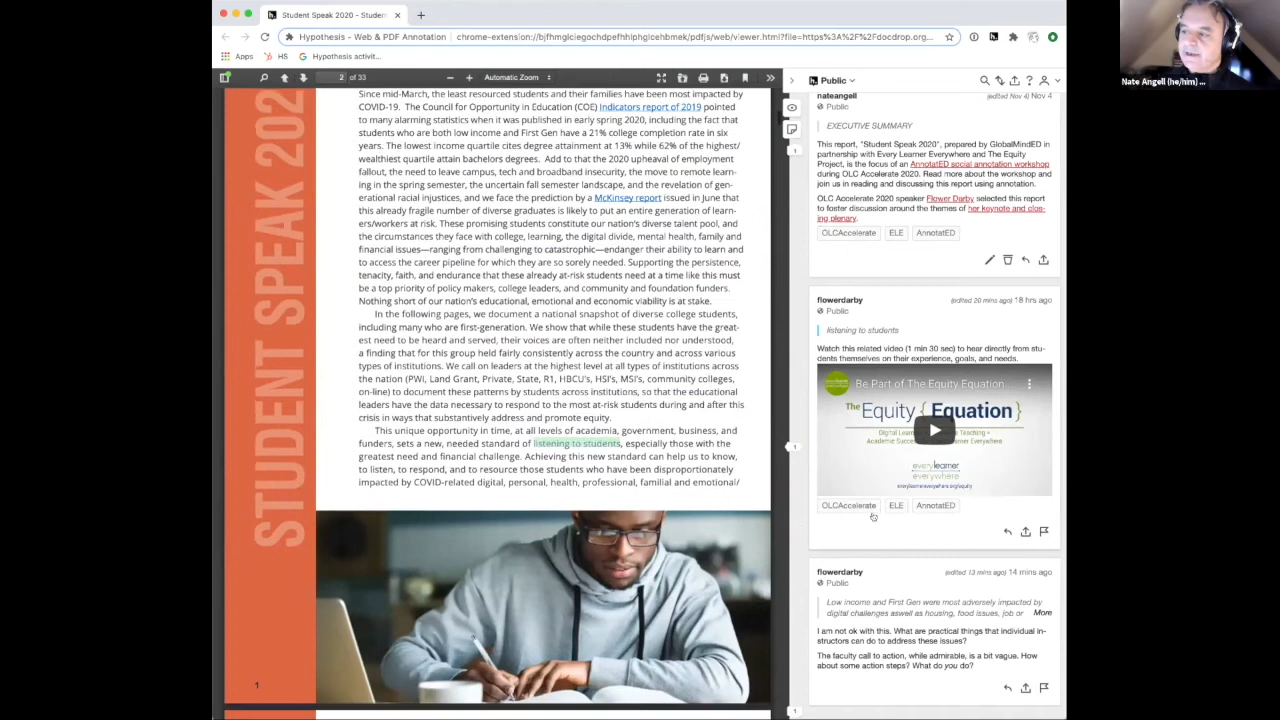 Student Speak 2020 - Studen
Hypothesis - Web & PDF Annotation
chrome-extension://bjfhmglciegochdpefhhlphglcehbmek/pdfjs/web/viewer.html?file=https%3A%2F%2Fdocdrop.org...
Apps
HS
Hypothesis activit...
2
of 33
Automatic Zoom
STUDENT SPEAK 202
Since mid-March, the least resourced students and their families have been most impacted by
COVID-19. The Council for Opportunity in Education (COE) Indicators report of 2019 pointed
to many alarming statistics when it was published in early spring 2020, including the fact that
students who are both low income and First Gen have a 21% college completion rate in six
years. The lowest income quartile cites degree attainment at 13% while 62% of the highest/
wealthiest quartile attain bachelors degrees. Add to that the 2020 upheaval of employment
fallout, the need to leave campus, tech and broadband insecurity, the move to remote learn-
ing in the spring semester, the uncertain fall semester landscape, and the revelation of gen-
erational racial injustices, and we face the prediction by a McKinsey report issued in June that
this already fragile number of diverse graduates is likely to put an entire generation of learn-
ers/workers at risk. These promising students constitute our nation's diverse talent pool, and
the circumstances they face with college, learning, the digital divide, mental health, family and
financial issues—ranging from challenging to catastrophic—endanger their ability to learn and
to access the career pipeline for which they are so sorely needed. Supporting the persistence,
tenacity, faith, and endurance that these already at-risk students need at a time like this must
be a top priority of policy makers, college leaders, and community and foundation funders.
Nothing short of our nation's educational, emotional and economic viability is at stake.
In the following pages, we document a national snapshot of diverse college students,
including many who are first-generation. We show that while these students have the great-
est need to be heard and served, their voices are often neither included nor understood,
a finding that for this group held fairly consistently across the country and across various
types of institutions. We call on leaders at the highest level at all types of institutions across
the nation (PWI, Land Grant, Private, State, R1, HBCU's, HSI's, MSI's, community colleges,
on-line) to document these patterns by students across institutions, so that the educational
leaders have the data necessary to respond to the most at-risk students during and after this
crisis in ways that substantively address and promote equity.
This unique opportunity in time, at all levels of academia, government, business, and
funders, sets a new, needed standard of listening to students, especially those with the
greatest need and financial challenge. Achieving this new standard can help us to know,
to listen, to respond, and to resource those students who have been disproportionately
impacted by COVID-related digital, personal, health, professional, familial and emotional/
1
Public
1
1
1
nateangell
(edited Nov 4) Nov 4
Public
EXECUTIVE SUMMARY
This report, "Student Speak 2020", prepared by GlobalMindED in
partnership with Every Learner Everywhere and The Equity
Project, is the focus of an AnnotatED social annotation workshop
during OLC Accelerate 2020. Read more about the workshop and
join us in reading and discussing this report using annotation.
OLC Accelerate 2020 speaker Flower Darby selected this report
to foster discussion around the themes of her keynote and clos-
ing plenary.
OLCAccelerate
ELE
AnnotatED
flowerdarby
(edited 20 mins ago) 18 hrs ago
Public
listening to students
Watch this related video (1 min 30 sec) to hear directly from stu-
dents themselves on their experience, goals, and needs.
Be Part of The Equity Equation...
The Equity { Equation }
everylearner
everywhere
everylearnereverywhere.org/equity
OLCAccelerate
ELE
AnnotatED
flowerdarby
(edited 13 mins ago) 14 mins ago
Public
Low income and First Gen were most adversely impacted by
digital challenges aswell as housing, food issues, job or More
I am not ok with this. What are practical things that individual in-
structors can do to address these issues?
The faculty call to action, while admirable, is a bit vague. How
about some action steps? What do you do?
Nate Angell (he/him) ...